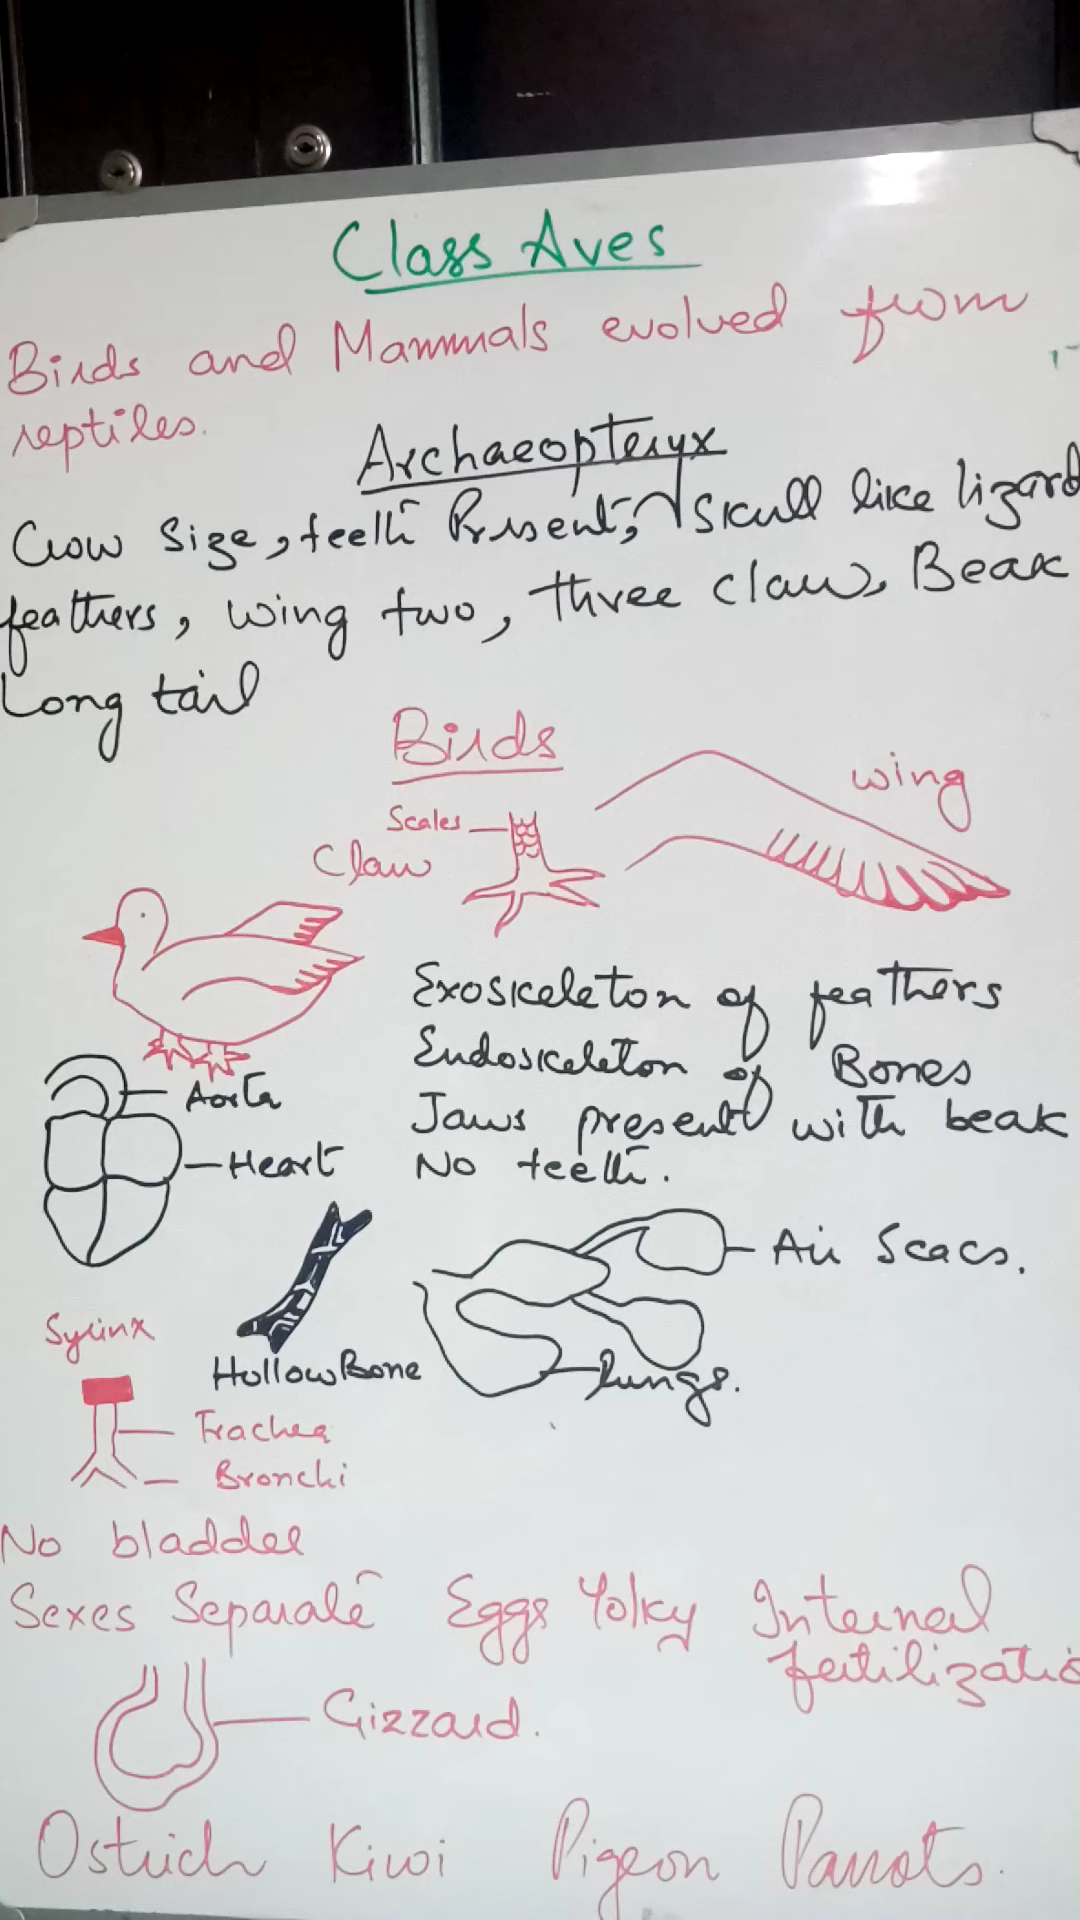 Class Aves
Birds and Mammals evolved from
reptiles.
Archaeopteryx
Crow Size, teeth Present, Skull like lizard
feathers, wing two, three claw, Beak
Long tail
Birds
wing
Scales
Claw
Exoskeleton of feathers
Endoskeleton of Bones
Aorta
Jaws present with beak
Heart
No teeth.
Air Scacs.
Syrinx
Hollow Bone
lungs.
Trachea
Bronchi
No bladder
Sexes Separate Eggs Yolky Internal
fertilizatio
Gizzard.
Ostrich Kiwi Pigeon Parrots.